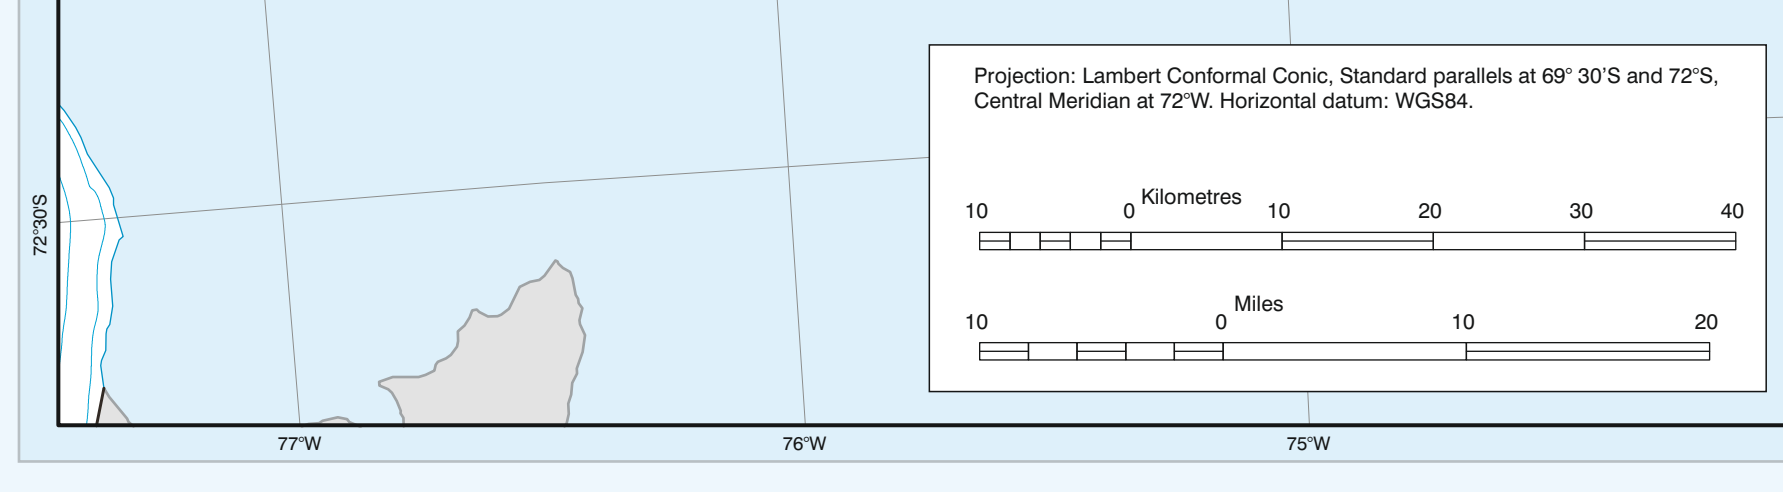 Projection: Lambert Conformal Conic, Standard parallels at 69° 30’S and 72°S,
Central Meridian at 72°W. Horizontal datum: WGS84.
Kilometres
10 0 10 20 30 40
Miles
10 0 10 20
72°30'S
77°W 76°W 75°W